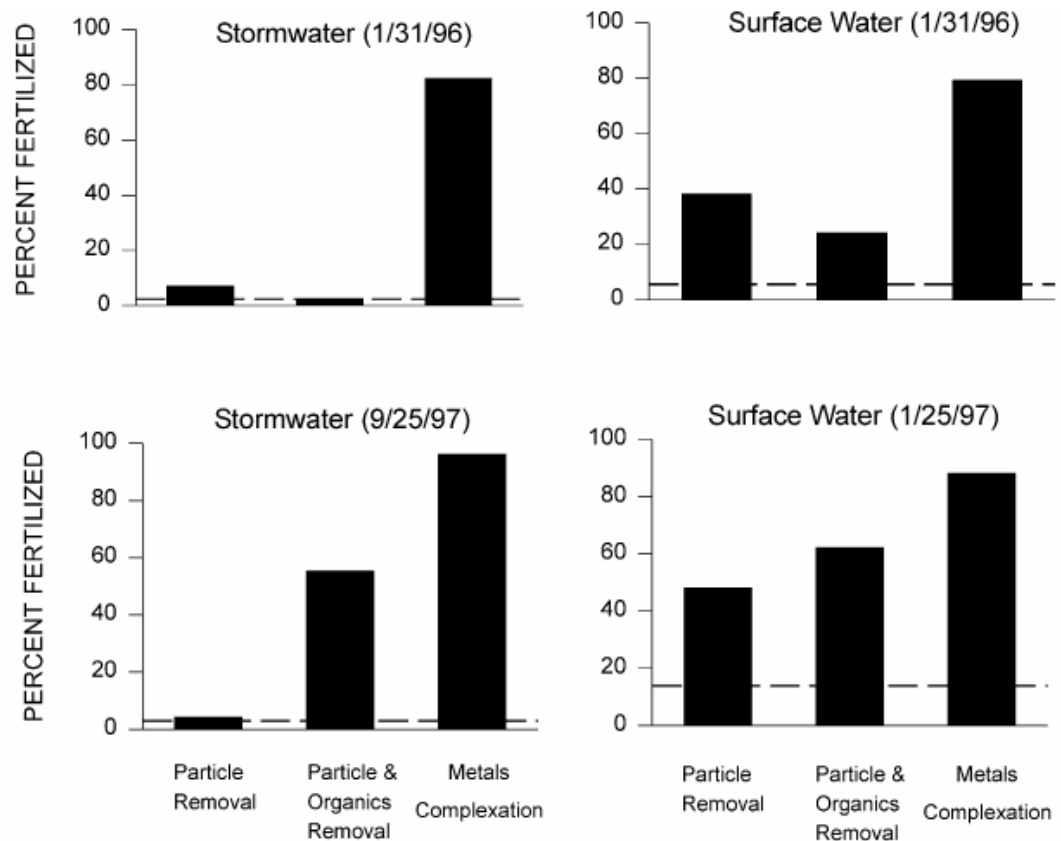 Stormwater (1/31/96)
PERCENT FERTILIZED
100
80
60
40
20
0
Surface Water (1/31/96)
100
80
60
40
20
0
Stormwater (9/25/97)
PERCENT FERTILIZED
100
80
60
40
20
0
Particle
Removal
Particle &
Organics
Removal
Metals
Complexation
Surface Water (1/25/97)
100
80
60
40
20
0
Particle
Removal
Particle &
Organics
Removal
Metals
Complexation